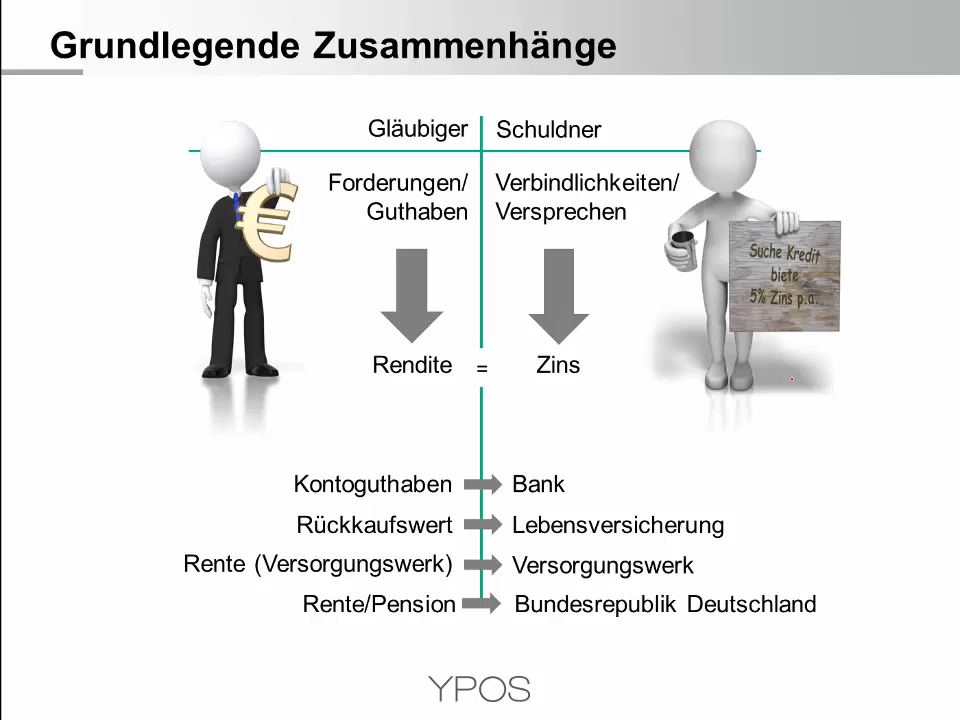 Grundlegende Zusammenhänge
Gläubiger
Schuldner
Forderungen/
Guthaben
Verbindlichkeiten/
Versprechen
€
Suche Kredit
biete
5% Zins p.a.
Rendite = Zins
Kontoguthaben Bank
Rückkaufswert Lebensversicherung
Rente (Versorgungswerk) Versorgungswerk
Rente/Pension Bundesrepublik Deutschland
YPOS